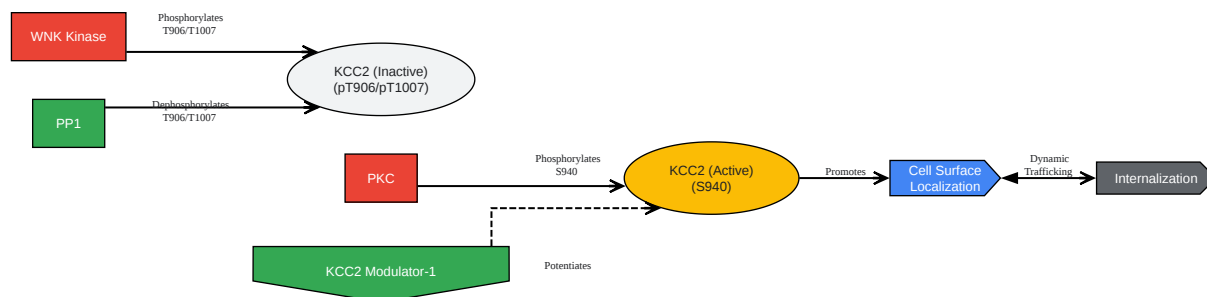 Phosphorylates
T906/T1007
WNK Kinase
KCC2 (Inactive)
(pT906/pT1007)
Dephosphorylates
T906/T1007
PP1
Phosphorylates
S940
PKC
KCC2 (Active)
(S940)
Promotes
Cell Surface
Localization
Dynamic
Trafficking
Internalization
KCC2 Modulator-1
Potentiates